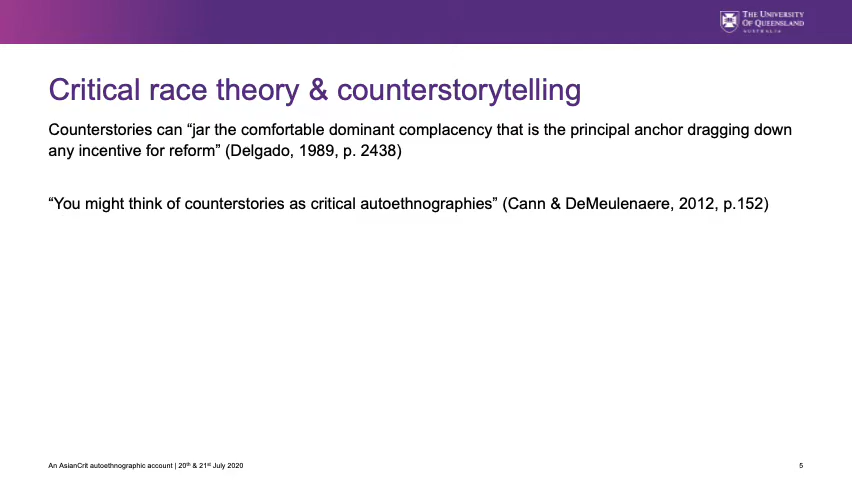 THE UNIVERSITY
OF QUEENSLAND
AUSTRALIA
Critical race theory & counterstorytelling
Counterstories can “jar the comfortable dominant complacency that is the principal anchor dragging down
any incentive for reform” (Delgado, 1989, p. 2438)
“You might think of counterstories as critical autoethnographies” (Cann & DeMeulenaere, 2012, p.152)
An AsianCrit autoethnographic account | 20th & 21st July 2020
5